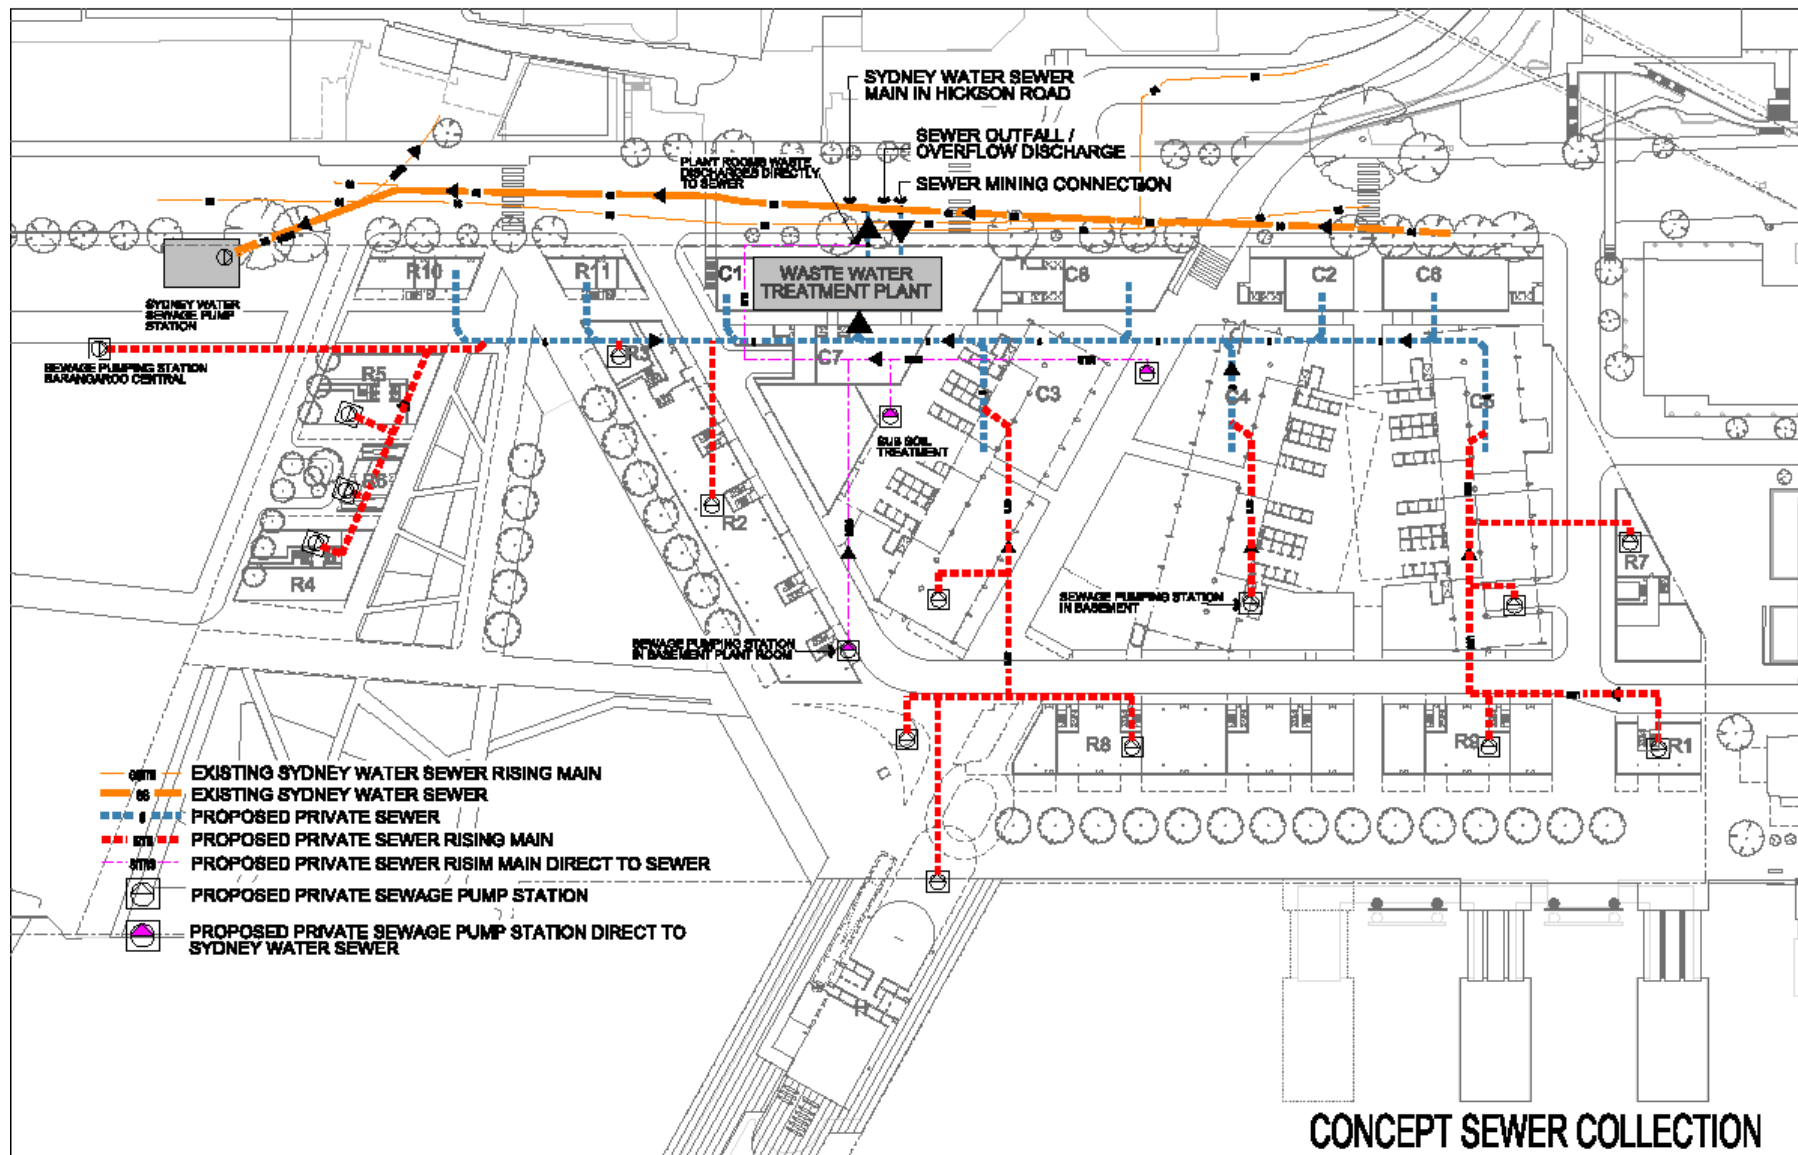 SYDNEY WATER SEWER
MAIN IN HICKSON ROAD
SEWER OUTFALL /
OVERFLOW DISCHARGE
PLANT ROOMS WASTE
DISCHARGES DIRECTLY
TO SEWER
SEWER MINING CONNECTION
R10
R11
C1
WASTE WATER
TREATMENT PLANT
C6
C2
C8
SYDNEY WATER
SEWAGE PUMP
STATION
SEWAGE PUMPING STATION
BARANGAROO CENTRAL
R5
R3
C7
C3
C4
C5
SUB SOIL
TREATMENT
R6
R2
R4
R7
SEWAGE PUMPING STATION
IN BASEMENT
SEWAGE PUMPING STATION
IN BASEMENT PLANT ROOM
R8
R9
R1
EXISTING SYDNEY WATER SEWER RISING MAIN
SS EXISTING SYDNEY WATER SEWER
S PROPOSED PRIVATE SEWER
PROPOSED PRIVATE SEWER RISING MAIN
PROPOSED PRIVATE SEWER RISIM MAIN DIRECT TO SEWER
PROPOSED PRIVATE SEWAGE PUMP STATION
PROPOSED PRIVATE SEWAGE PUMP STATION DIRECT TO
SYDNEY WATER SEWER
CONCEPT SEWER COLLECTION